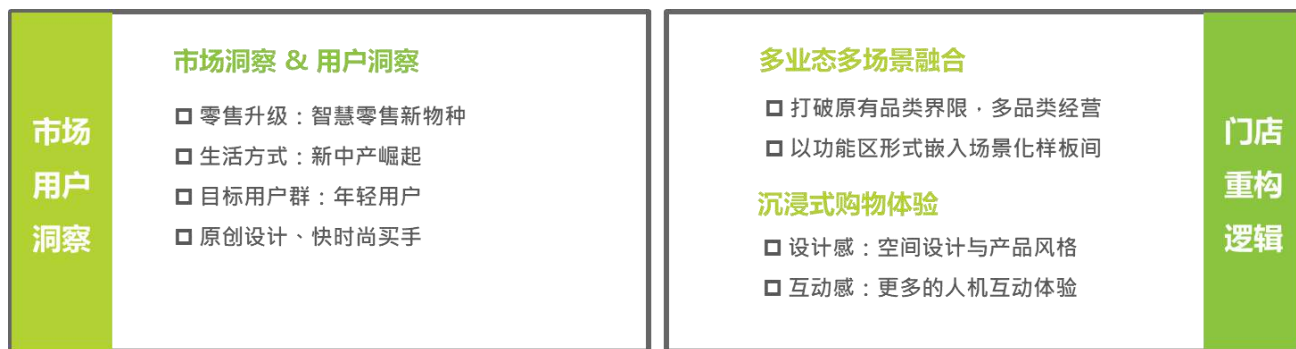 市场
用户
洞察
市场洞察 & 用户洞察
零售升级：智慧零售新物种
生活方式：新中产崛起
目标用户群：年轻用户
原创设计、快时尚买手
多业态多场景融合
打破原有品类界限，多品类经营
以功能区形式嵌入场景化样板间
沉浸式购物体验
设计感：空间设计与产品风格
互动感：更多的人机互动体验
门店
重构
逻辑